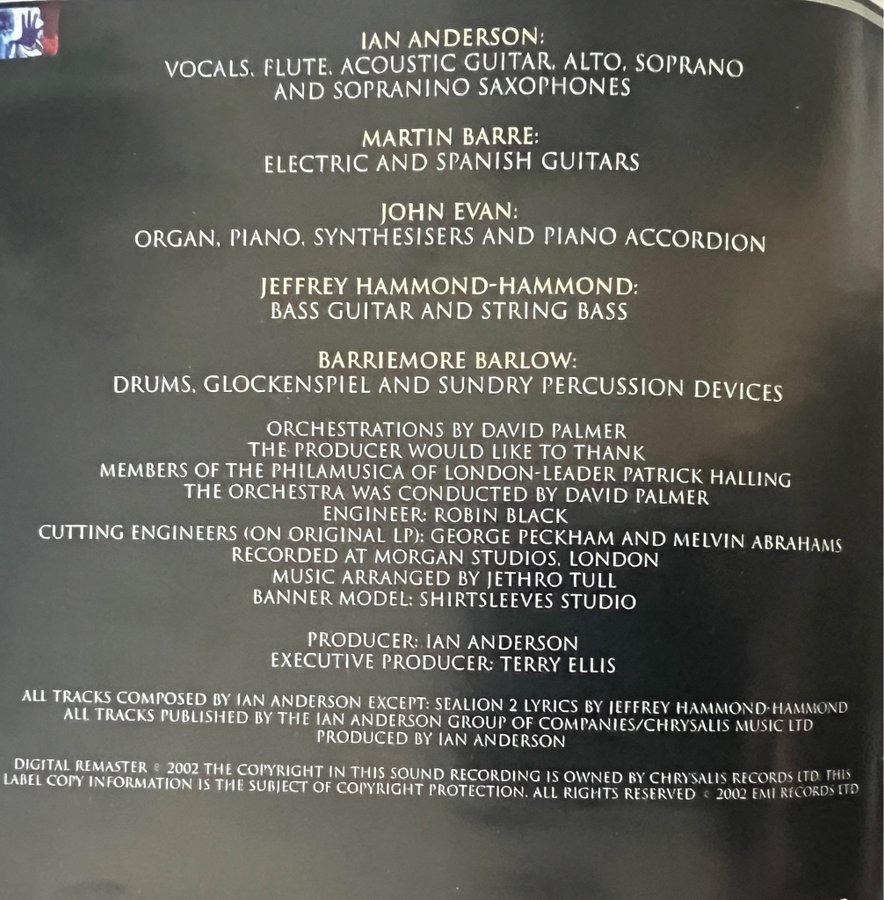 IAN ANDERSON:
VOCALS, FLUTE, ACOUSTIC GUITAR, ALTO, SOPRANO
AND SOPRANINO SAXOPHONES
MARTIN BARRE:
ELECTRIC AND SPANISH GUITARS
JOHN EVAN:
ORGAN, PIANO, SYNTHESISERS AND PIANO ACCORDION
JEFFREY HAMMOND-HAMMOND:
BASS GUITAR AND STRING BASS
BARRIEMORE BARLOW:
DRUMS, GLOCKENSPIEL AND SUNDRY PERCUSSION DEVICES
ORCHESTRATIONS BY DAVID PALMER
THE PRODUCER WOULD LIKE TO THANK
MEMBERS OF THE PHILAMUSICA OF LONDON-LEADER PATRICK HALLING
THE ORCHESTRA WAS CONDUCTED BY DAVID PALMER
ENGINEER: ROBIN BLACK
CUTTING ENGINEERS (ON ORIGINAL LP): GEORGE PECKHAM AND MELVIN ABRAHAMS
RECORDED AT MORGAN STUDIOS, LONDON
MUSIC ARRANGED BY JETHRO TULL
BANNER MODEL: SHIRTSLEEVES STUDIO
PRODUCER: IAN ANDERSON
EXECUTIVE PRODUCER: TERRY ELLIS
ALL TRACKS COMPOSED BY IAN ANDERSON EXCEPT: SEALION 2 LYRICS BY JEFFREY HAMMOND-HAMMOND
ALL TRACKS PUBLISHED BY THE IAN ANDERSON GROUP OF COMPANIES/CHRYSALIS MUSIC LTD
PRODUCED BY IAN ANDERSON
DIGITAL REMASTER ℗ 2002 THE COPYRIGHT IN THIS SOUND RECORDING IS OWNED BY CHRYSALIS RECORDS LTD. THIS
LABEL COPY INFORMATION IS THE SUBJECT OF COPYRIGHT PROTECTION. ALL RIGHTS RESERVED © 2002 EMI RECORDS LTD